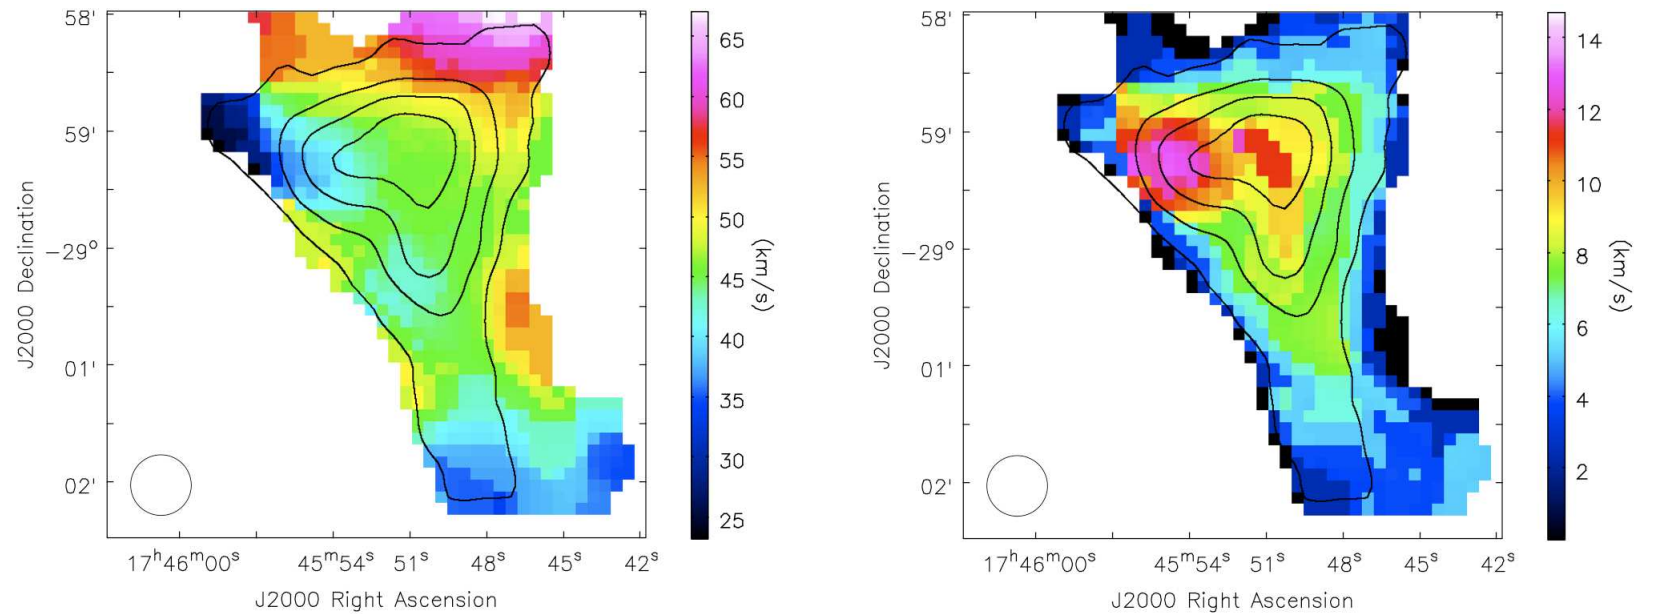 58'
59'
−29°
01'
02'
J2000 Declination
17ʰ46ᵐ00ˢ
45ᵐ54ˢ
51ˢ
48ˢ
45ˢ
42ˢ
J2000 Right Ascension
65
60
55
50
45
40
35
30
25
(km/s)
58'
59'
−29°
01'
02'
J2000 Declination
17ʰ46ᵐ00ˢ
45ᵐ54ˢ
51ˢ
48ˢ
45ˢ
42ˢ
J2000 Right Ascension
14
12
10
8
6
4
2
(km/s)